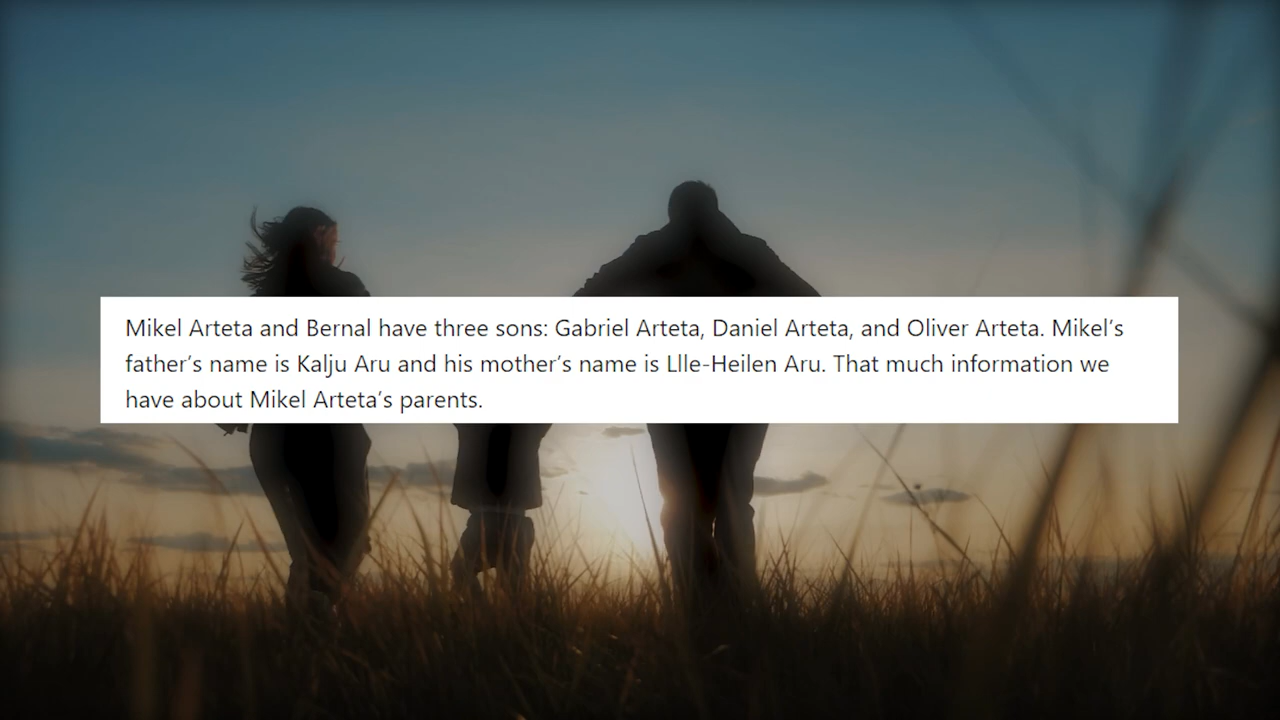 Mikel Arteta and Bernal have three sons: Gabriel Arteta, Daniel Arteta, and Oliver Arteta. Mikel’s
father’s name is Kalju Aru and his mother’s name is Llle-Heilen Aru. That much information we
have about Mikel Arteta’s parents.